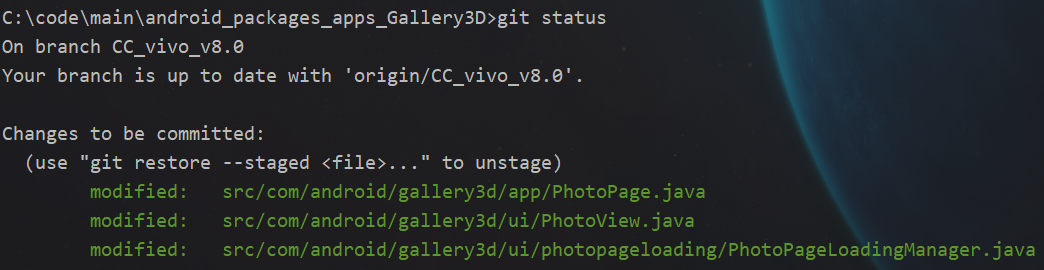 C:\code\main\android_packages_apps_Gallery3D>git status
On branch CC_vivo_v8.0
Your branch is up to date with 'origin/CC_vivo_v8.0'.
Changes to be committed:
(use "git restore --staged <file>..." to unstage)
modified: src/com/android/gallery3d/app/PhotoPage.java
modified: src/com/android/gallery3d/ui/PhotoView.java
modified: src/com/android/gallery3d/ui/photopageloading/PhotoPageLoadingManager.java